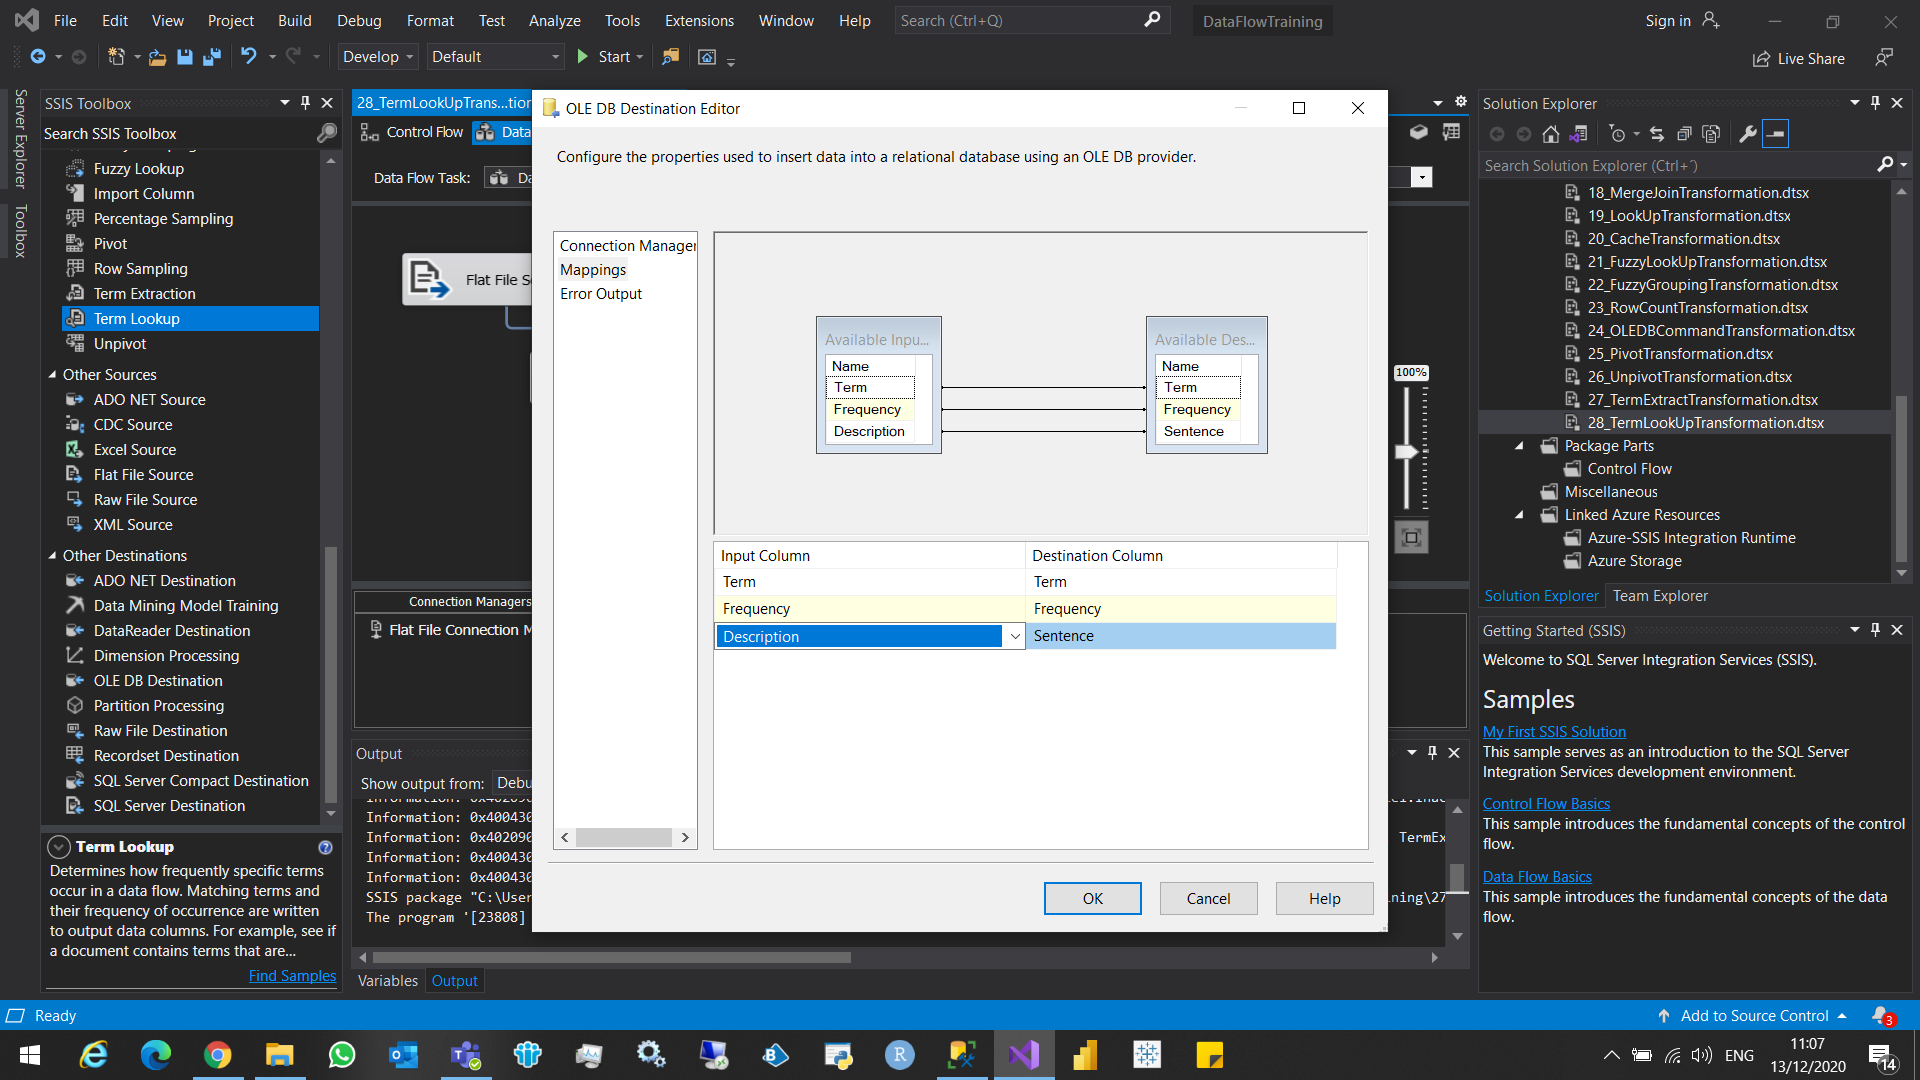 File Edit View Project Build Debug Format Test Analyze Tools Extensions Window Help Search (Ctrl+Q) DataFlowTraining Sign in
Develop Default Start Live Share
Server Explorer
Toolbox
SSIS Toolbox
Search SSIS Toolbox
Fuzzy Lookup
Import Column
Percentage Sampling
Pivot
Row Sampling
Term Extraction
Term Lookup
Unpivot
Other Sources
ADO NET Source
CDC Source
Excel Source
Flat File Source
Raw File Source
XML Source
Other Destinations
ADO NET Destination
Data Mining Model Training
DataReader Destination
Dimension Processing
OLE DB Destination
Partition Processing
Raw File Destination
Recordset Destination
SQL Server Compact Destination
SQL Server Destination
Term Lookup
Determines how frequently specific terms
occur in a data flow. Matching terms and
their frequency of occurrence are written
to output data columns. For example, see if
a document contains terms that are...
Find Samples
28_TermLookUpTrans...tion
Control Flow Data
Data Flow Task: Da
Flat File S
100%
Connection Managers
Flat File Connection M
OLE DB Destination Editor
Configure the properties used to insert data into a relational database using an OLE DB provider.
Connection Manager
Mappings
Error Output
Available Inpu...
Name
Term
Frequency
Description
Available Des...
Name
Term
Frequency
Sentence
Input Column Destination Column
Term Term
Frequency Frequency
Description Sentence
OK Cancel Help
Output
Show output from: Debu
Information: 0x400430
Information: 0x402090 TermEx
Information: 0x400430
Information: 0x400430
SSIS package "C:\User ning\27
The program '[23808]
Variables Output
Solution Explorer
Search Solution Explorer (Ctrl+´)
18_MergeJoinTransformation.dtsx
19_LookUpTransformation.dtsx
20_CacheTransformation.dtsx
21_FuzzyLookUpTransformation.dtsx
22_FuzzyGroupingTransformation.dtsx
23_RowCountTransformation.dtsx
24_OLEDBCommandTransformation.dtsx
25_PivotTransformation.dtsx
26_UnpivotTransformation.dtsx
27_TermExtractTransformation.dtsx
28_TermLookUpTransformation.dtsx
Package Parts
Control Flow
Miscellaneous
Linked Azure Resources
Azure-SSIS Integration Runtime
Azure Storage
Solution Explorer Team Explorer
Getting Started (SSIS)
Welcome to SQL Server Integration Services (SSIS).
Samples
My First SSIS Solution
This sample serves as an introduction to the SQL Server
Integration Services development environment.
Control Flow Basics
This sample introduces the fundamental concepts of the control
flow.
Data Flow Basics
This sample introduces the fundamental concepts of the data
flow.
Ready Add to Source Control 3
ENG 11:07
13/12/2020 14